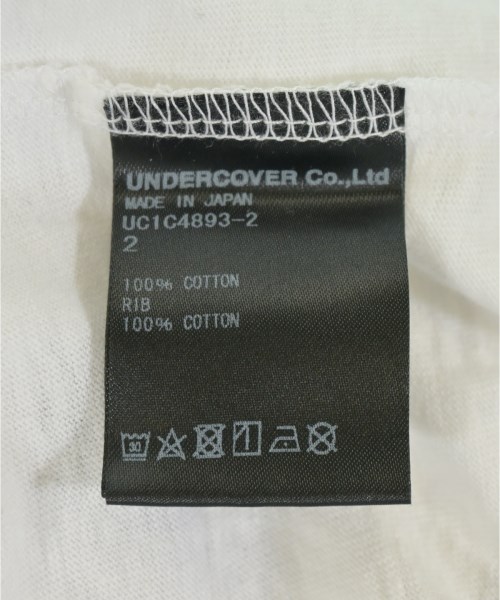 UNDERCOVER Co.,Ltd
MADE IN JAPAN
UC1C4893-2
2
100% COTTON
RIB
100% COTTON
30